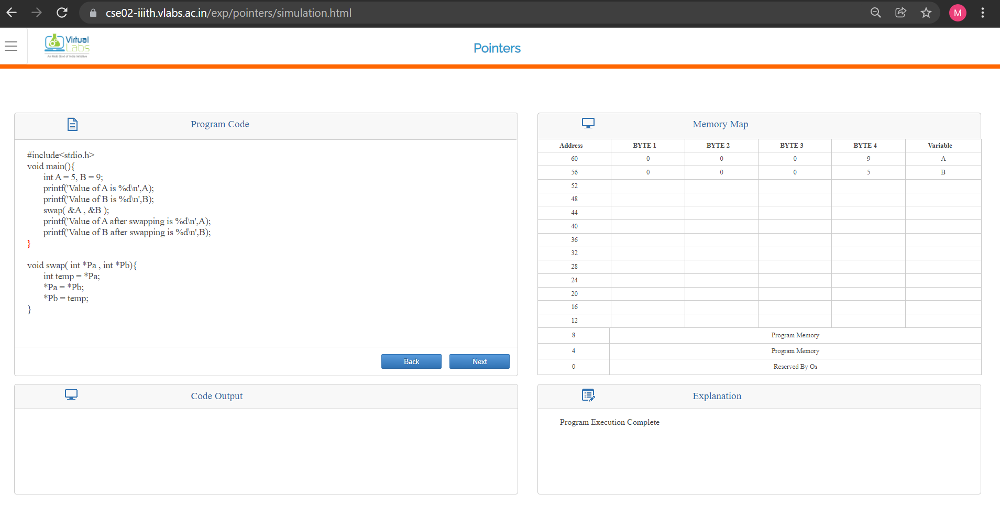 cse02-iiith.vlabs.ac.in/exp/pointers/simulation.html
M
Virtual
Labs
An MoE Govt of India Initiative
Pointers
Program Code
#include<stdio.h>
void main(){
int A = 5, B = 9;
printf('Value of A is %d\n',A);
printf('Value of B is %d\n',B);
swap( &A , &B );
printf('Value of A after swapping is %d\n',A);
printf('Value of B after swapping is %d\n',B);
}
void swap( int *Pa , int *Pb){
int temp = *Pa;
*Pa = *Pb;
*Pb = temp;
}
Back Next
Memory Map
Address BYTE 1 BYTE 2 BYTE 3 BYTE 4 Variable
60 0 0 0 9 A
56 0 0 0 5 B
52
48
44
40
36
32
28
24
20
16
12
8 Program Memory
4 Program Memory
0 Reserved By Os
Code Output
Explanation
Program Execution Complete